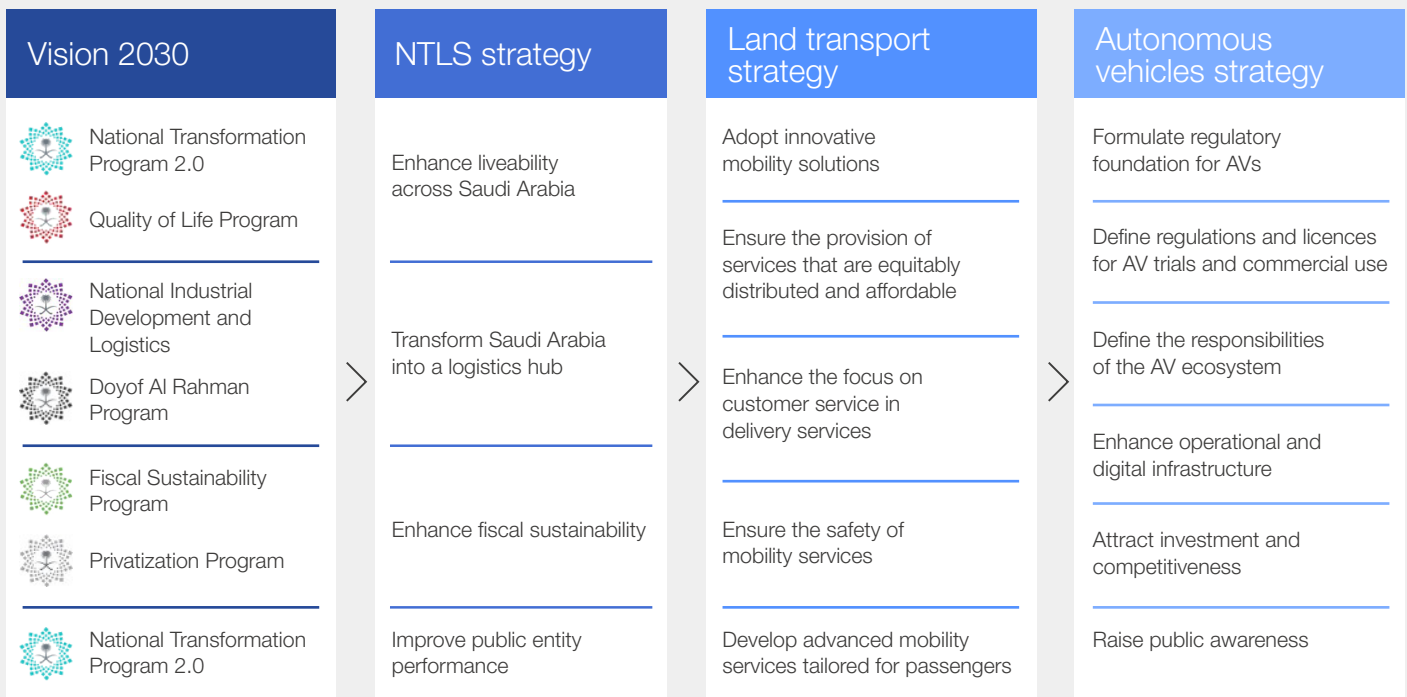 Vision 2030
National Transformation
Program 2.0
Quality of Life Program
National Industrial
Development and
Logistics
Doyof Al Rahman
Program
Fiscal Sustainability
Program
Privatization Program
National Transformation
Program 2.0
NTLS strategy
Enhance liveability
across Saudi Arabia
Transform Saudi Arabia
into a logistics hub
Enhance fiscal sustainability
Improve public entity
performance
Land transport
strategy
Adopt innovative
mobility solutions
Ensure the provision of
services that are equitably
distributed and affordable
Enhance the focus on
customer service in
delivery services
Ensure the safety of
mobility services
Develop advanced mobility
services tailored for passengers
Autonomous
vehicles strategy
Formulate regulatory
foundation for AVs
Define regulations and licences
for AV trials and commercial use
Define the responsibilities
of the AV ecosystem
Enhance operational and
digital infrastructure
Attract investment and
competitiveness
Raise public awareness